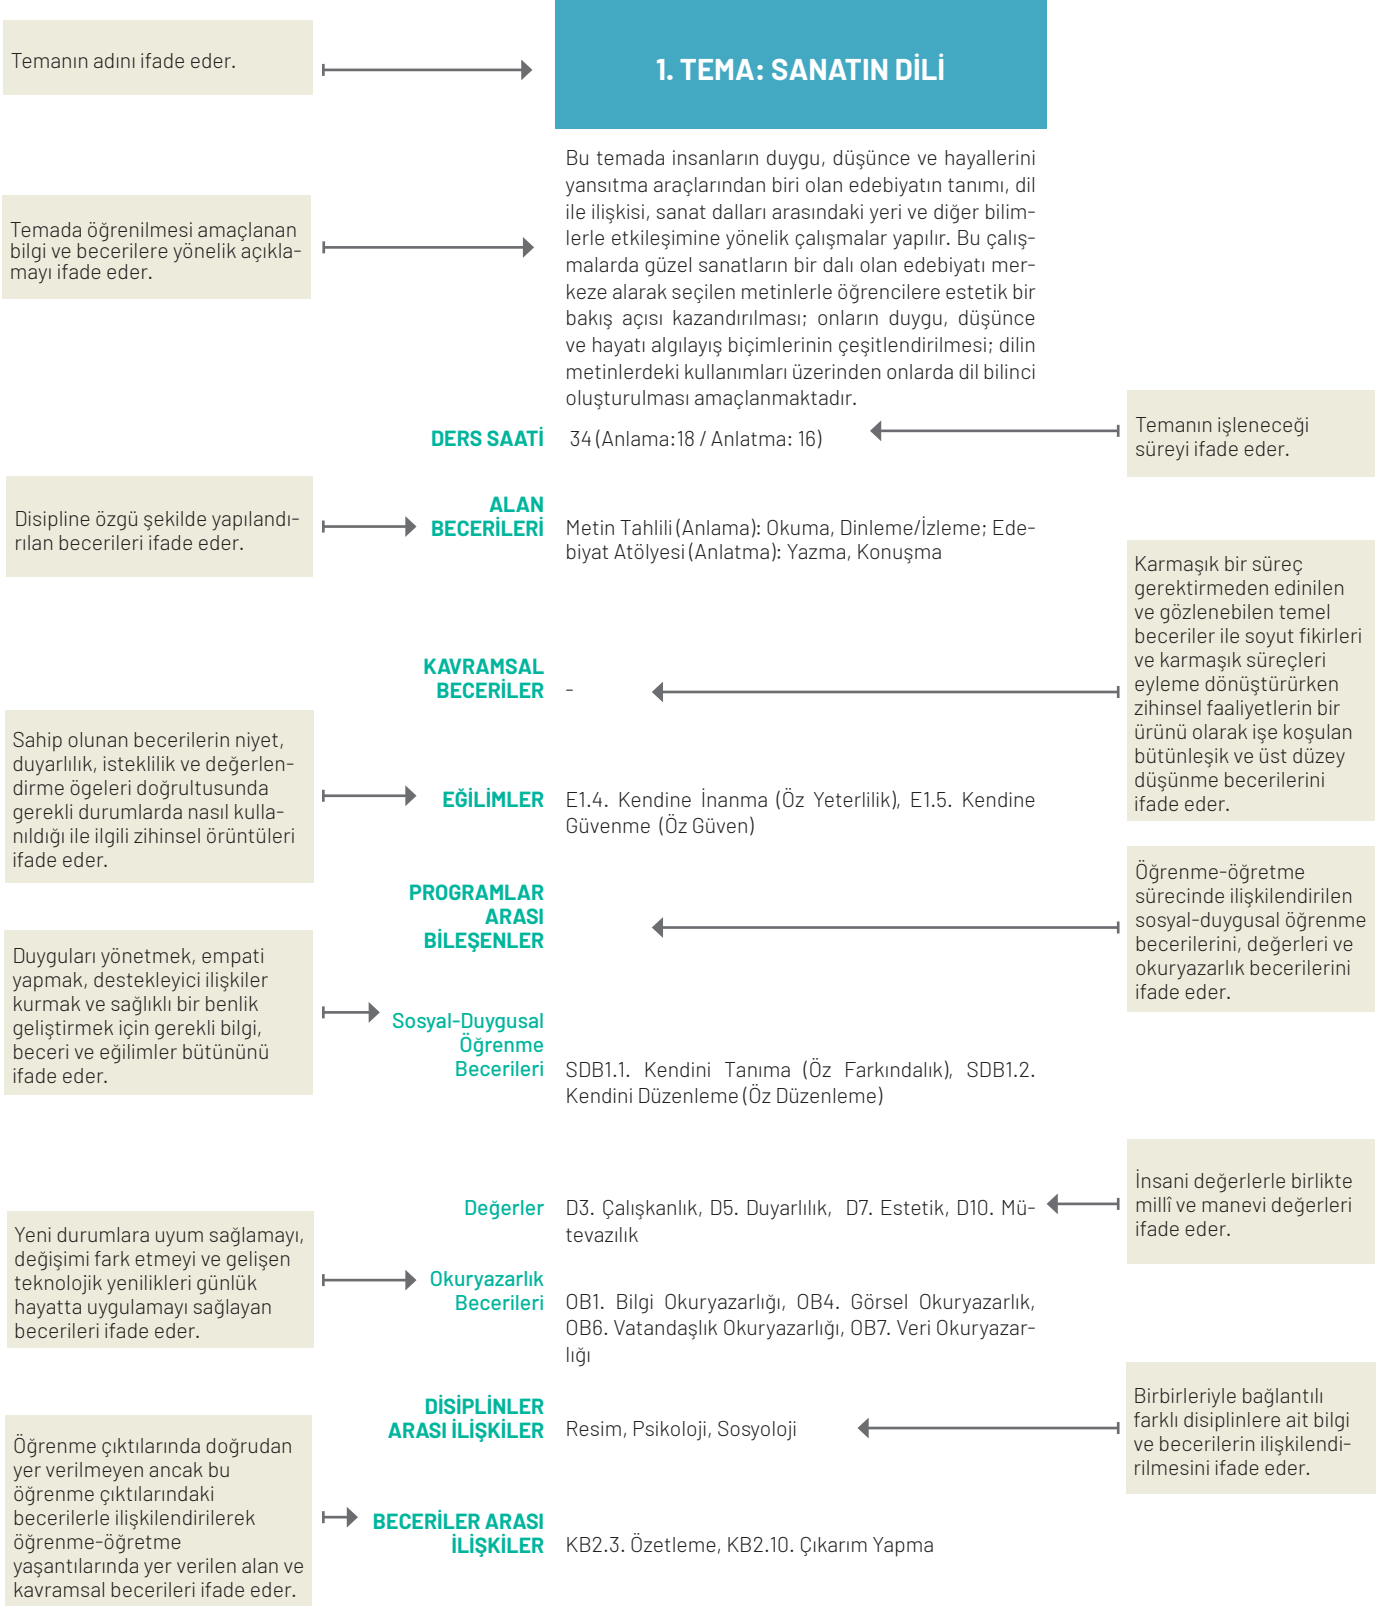 Temanın adını ifade eder.
1. TEMA: SANATIN DİLİ
Bu temada insanların duygu, düşünce ve hayallerini
yansıtma araçlarından biri olan edebiyatın tanımı, dil
ile ilişkisi, sanat dalları arasındaki yeri ve diğer bilim-
lerle etkileşimine yönelik çalışmalar yapılır. Bu çalış-
malarda güzel sanatların bir dalı olan edebiyatı mer-
keze alarak seçilen metinlerle öğrencilere estetik bir
bakış açısı kazandırılması; onların duygu, düşünce
ve hayatı algılayış biçimlerinin çeşitlendirilmesi; dilin
metinlerdeki kullanımları üzerinden onlarda dil bilinci
oluşturulması amaçlanmaktadır.
Temada öğrenilmesi amaçlanan
bilgi ve becerilere yönelik açıkla-
mayı ifade eder.
DERS SAATİ
34 (Anlama:18 / Anlatma: 16)
Temanın işleneceği
süreyi ifade eder.
Disipline özgü şekilde yapılandı-
rılan becerileri ifade eder.
ALAN
BECERİLERİ
Metin Tahlili (Anlama): Okuma, Dinleme/İzleme; Ede-
biyat Atölyesi (Anlatma): Yazma, Konuşma
KAVRAMSAL
BECERİLER
-
Karmaşık bir süreç
gerektirmeden edinilen
ve gözlenebilen temel
beceriler ile soyut fikirleri
ve karmaşık süreçleri
eyleme dönüştürürken
zihinsel faaliyetlerin bir
ürünü olarak işe koşulan
bütünleşik ve üst düzey
düşünme becerilerini
ifade eder.
Sahip olunan becerilerin niyet,
duyarlılık, isteklilik ve değerlen-
dirme ögeleri doğrultusunda
gerekli durumlarda nasıl kulla-
nıldığı ile ilgili zihinsel örüntüleri
ifade eder.
EĞİLİMLER
E1.4. Kendine İnanma (Öz Yeterlilik), E1.5. Kendine
Güvenme (Öz Güven)
PROGRAMLAR
ARASI
BİLEŞENLER
Öğrenme-öğretme
sürecinde ilişkilendirilen
sosyal-duygusal öğrenme
becerilerini, değerleri ve
okuryazarlık becerilerini
ifade eder.
Duyguları yönetmek, empati
yapmak, destekleyici ilişkiler
kurmak ve sağlıklı bir benlik
geliştirmek için gerekli bilgi,
beceri ve eğilimler bütününü
ifade eder.
Sosyal-Duygusal
Öğrenme
Becerileri
SDB1.1. Kendini Tanıma (Öz Farkındalık), SDB1.2.
Kendini Düzenleme (Öz Düzenleme)
Değerler
D3. Çalışkanlık, D5. Duyarlılık, D7. Estetik, D10. Mü-
tevazılık
İnsani değerlerle birlikte
millî ve manevi değerleri
ifade eder.
Yeni durumlara uyum sağlamayı,
değişimi fark etmeyi ve gelişen
teknolojik yenilikleri günlük
hayatta uygulamayı sağlayan
becerileri ifade eder.
Okuryazarlık
Becerileri
OB1. Bilgi Okuryazarlığı, OB4. Görsel Okuryazarlık,
OB6. Vatandaşlık Okuryazarlığı, OB7. Veri Okuryazar-
lığı
DİSİPLİNLER
ARASI İLİŞKİLER
Resim, Psikoloji, Sosyoloji
Birbirleriyle bağlantılı
farklı disiplinlere ait bilgi
ve becerilerin ilişkilendi-
rilmesini ifade eder.
Öğrenme çıktılarında doğrudan
yer verilmeyen ancak bu
öğrenme çıktılarındaki
becerilerle ilişkilendirilerek
öğrenme-öğretme
yaşantılarında yer verilen alan ve
kavramsal becerileri ifade eder.
BECERİLER ARASI
İLİŞKİLER
KB2.3. Özetleme, KB2.10. Çıkarım Yapma